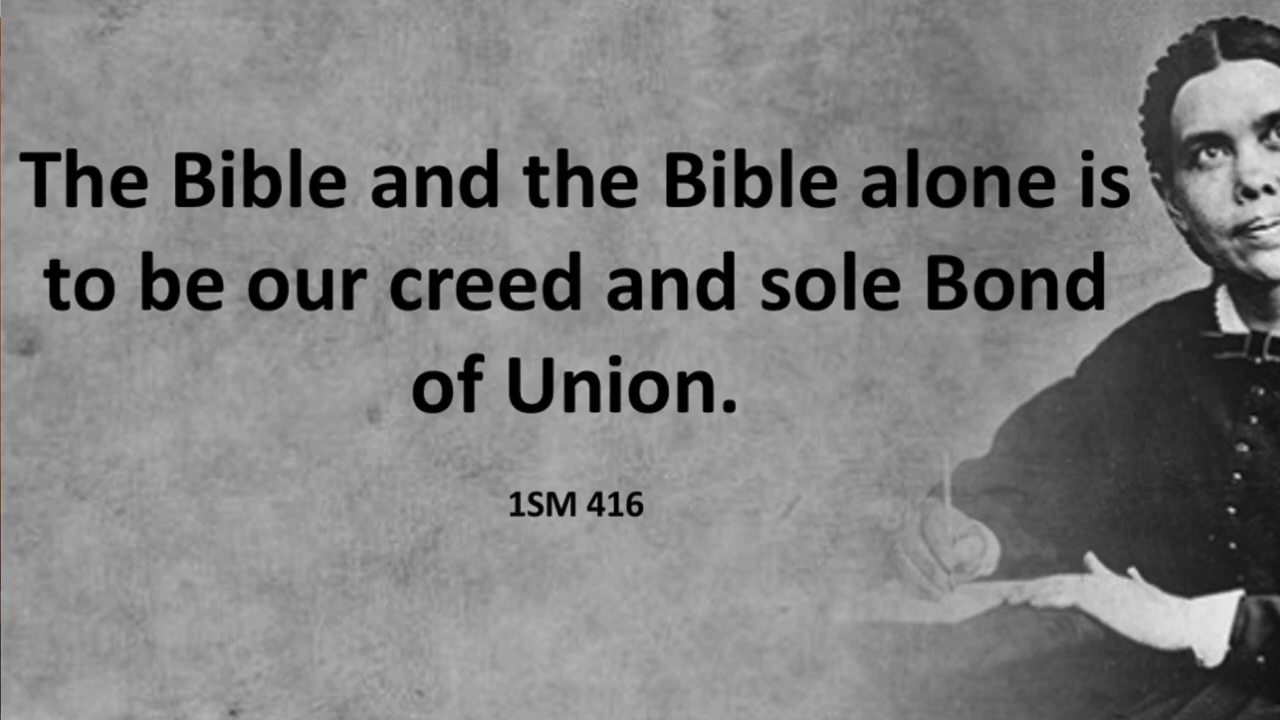 The Bible and the Bible alone is
to be our creed and sole Bond
of Union.
1SM 416